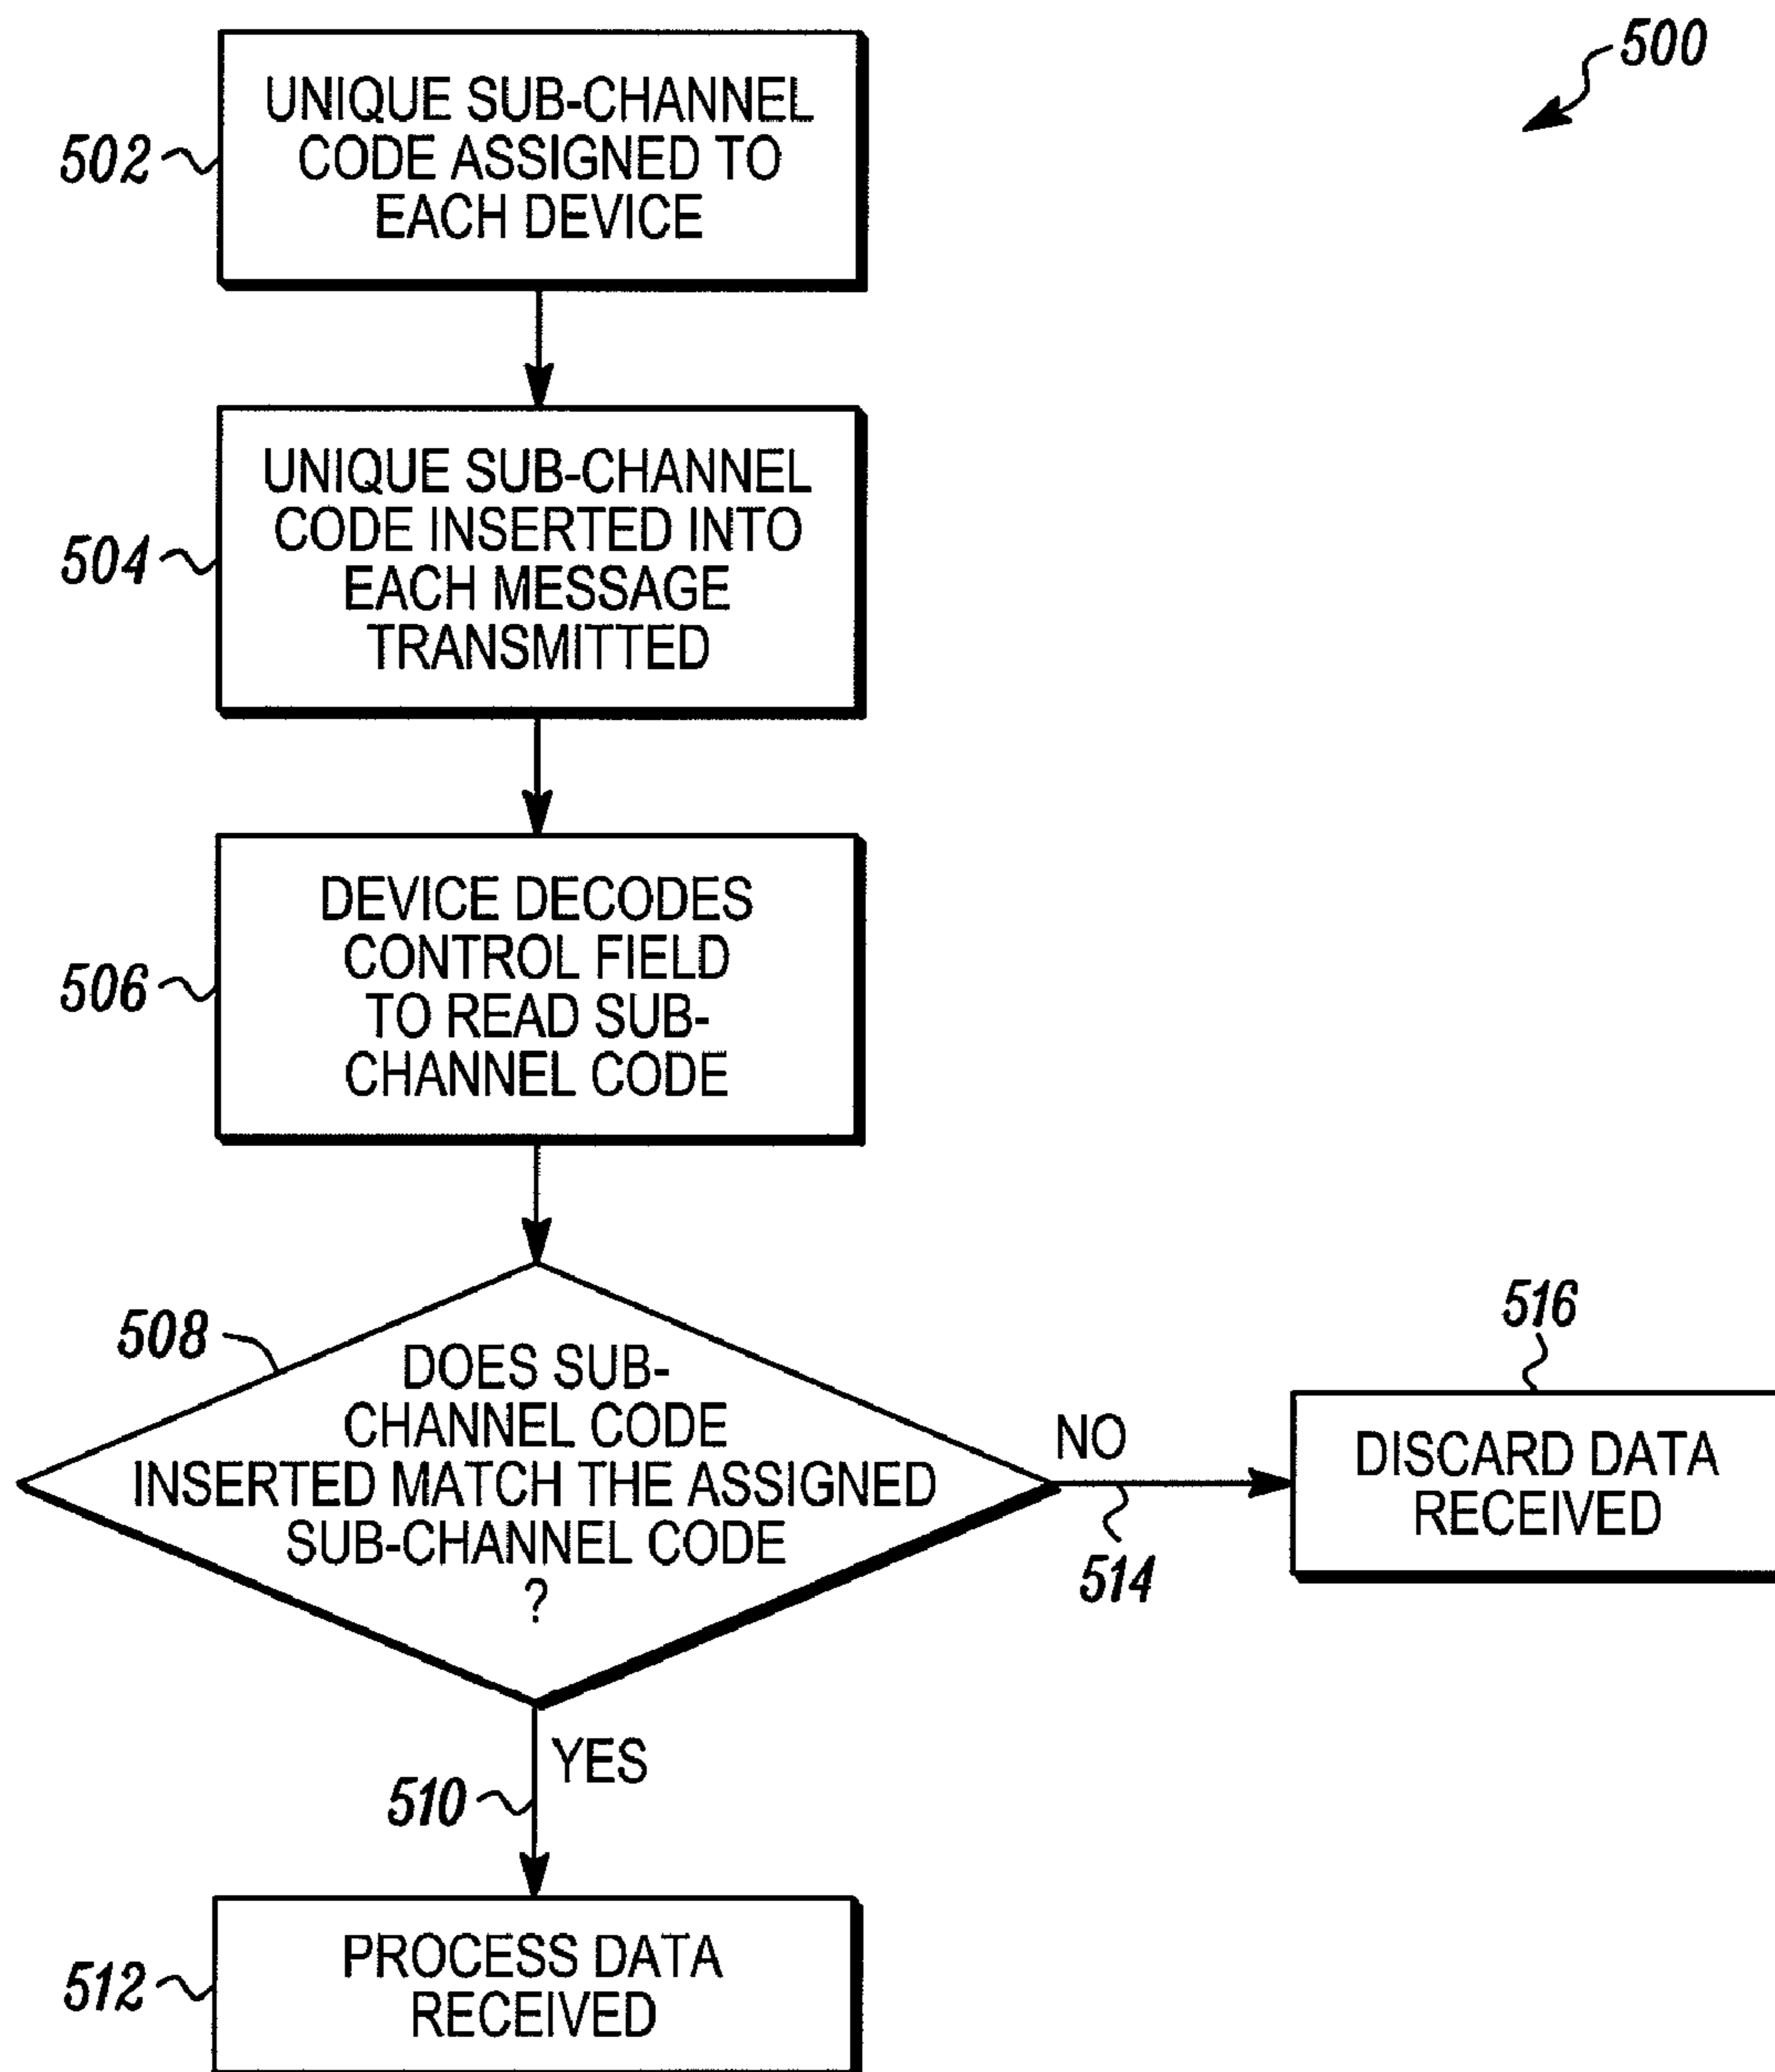 500
UNIQUE SUB-CHANNEL
CODE ASSIGNED TO
EACH DEVICE
502
UNIQUE SUB-CHANNEL
CODE INSERTED INTO
EACH MESSAGE
TRANSMITTED
504
DEVICE DECODES
CONTROL FIELD
TO READ SUB-
CHANNEL CODE
506
508
DOES SUB-
CHANNEL CODE
INSERTED MATCH THE ASSIGNED
SUB-CHANNEL CODE
?
NO
514
516
DISCARD DATA
RECEIVED
YES
510
512
PROCESS DATA
RECEIVED